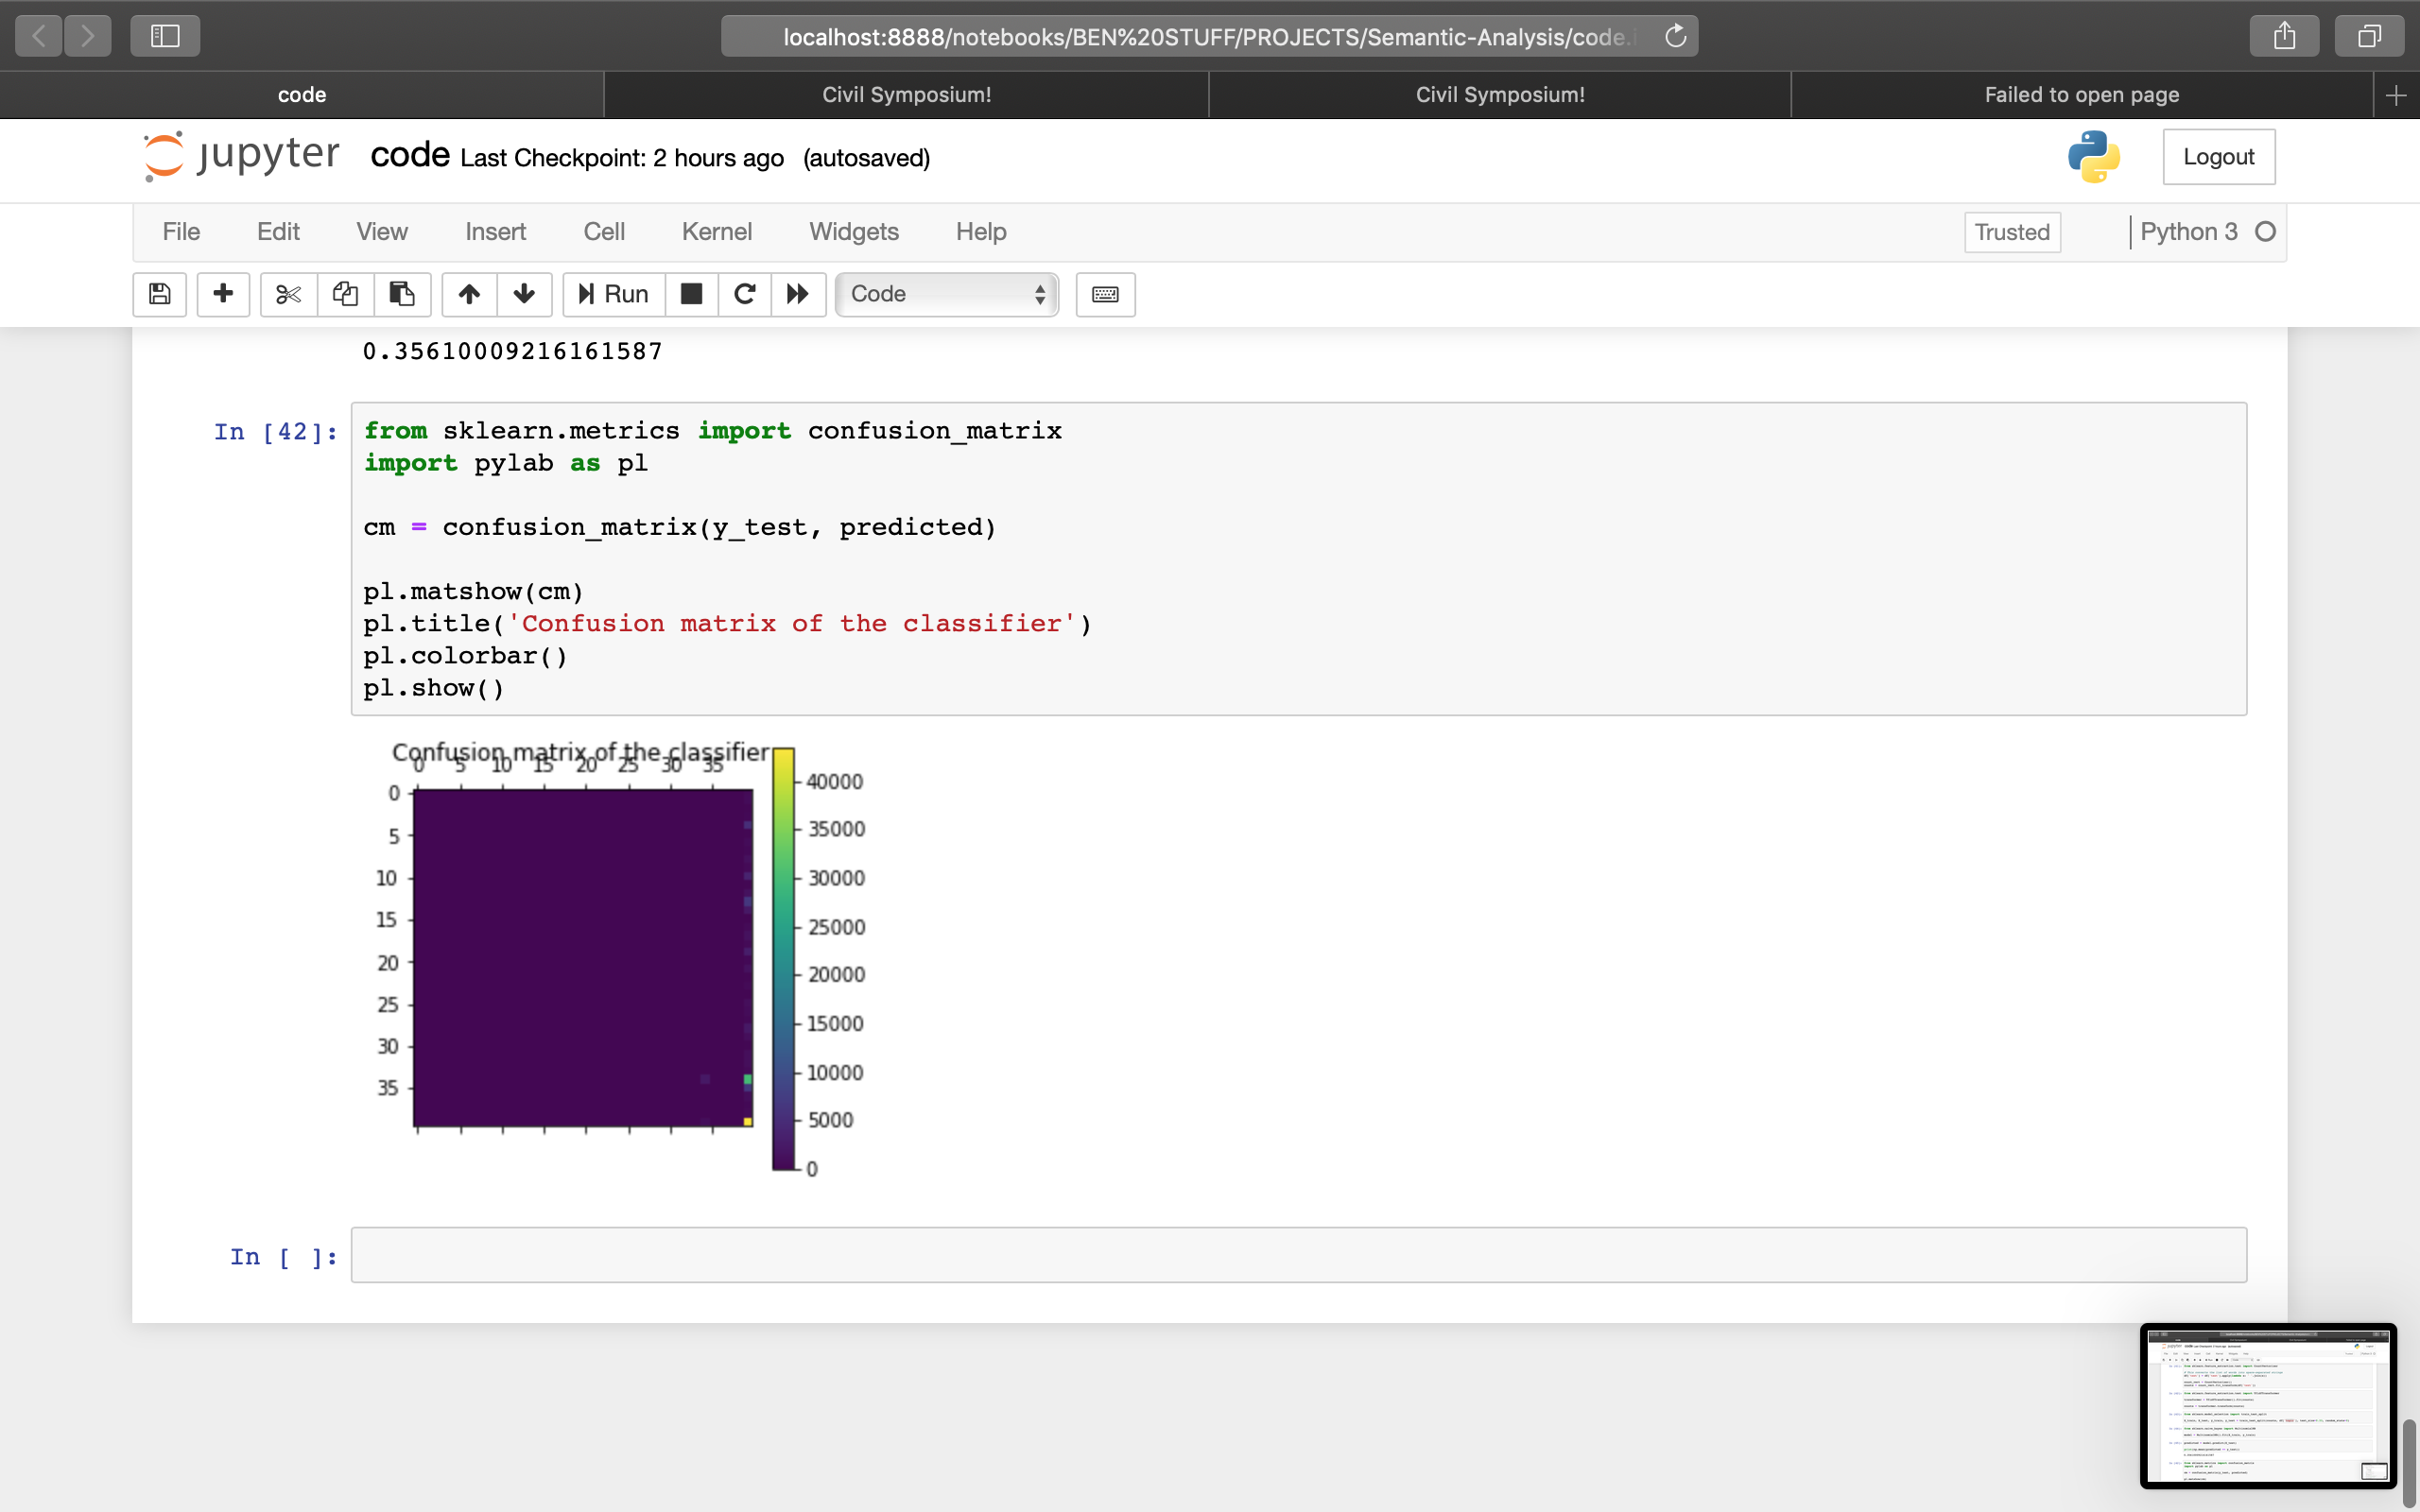 localhost:8888/notebooks/BEN%20STUFF/PROJECTS/Semantic-Analysis/code.i
code
Civil Symposium!
Civil Symposium!
Failed to open page
jupyter code Last Checkpoint: 2 hours ago (autosaved)
Logout
File Edit View Insert Cell Kernel Widgets Help
Trusted
Python 3
Run
Code
0.35610009216161587
In [42]:
from sklearn.metrics import confusion_matrix
import pylab as pl
cm = confusion_matrix(y_test, predicted)
pl.matshow(cm)
pl.title('Confusion matrix of the classifier')
pl.colorbar()
pl.show()
Confusion matrix of the classifier
0 5 10 15 20 25 30 35
0
5
10
15
20
25
30
35
40000
35000
30000
25000
20000
15000
10000
5000
0
In [ ]: